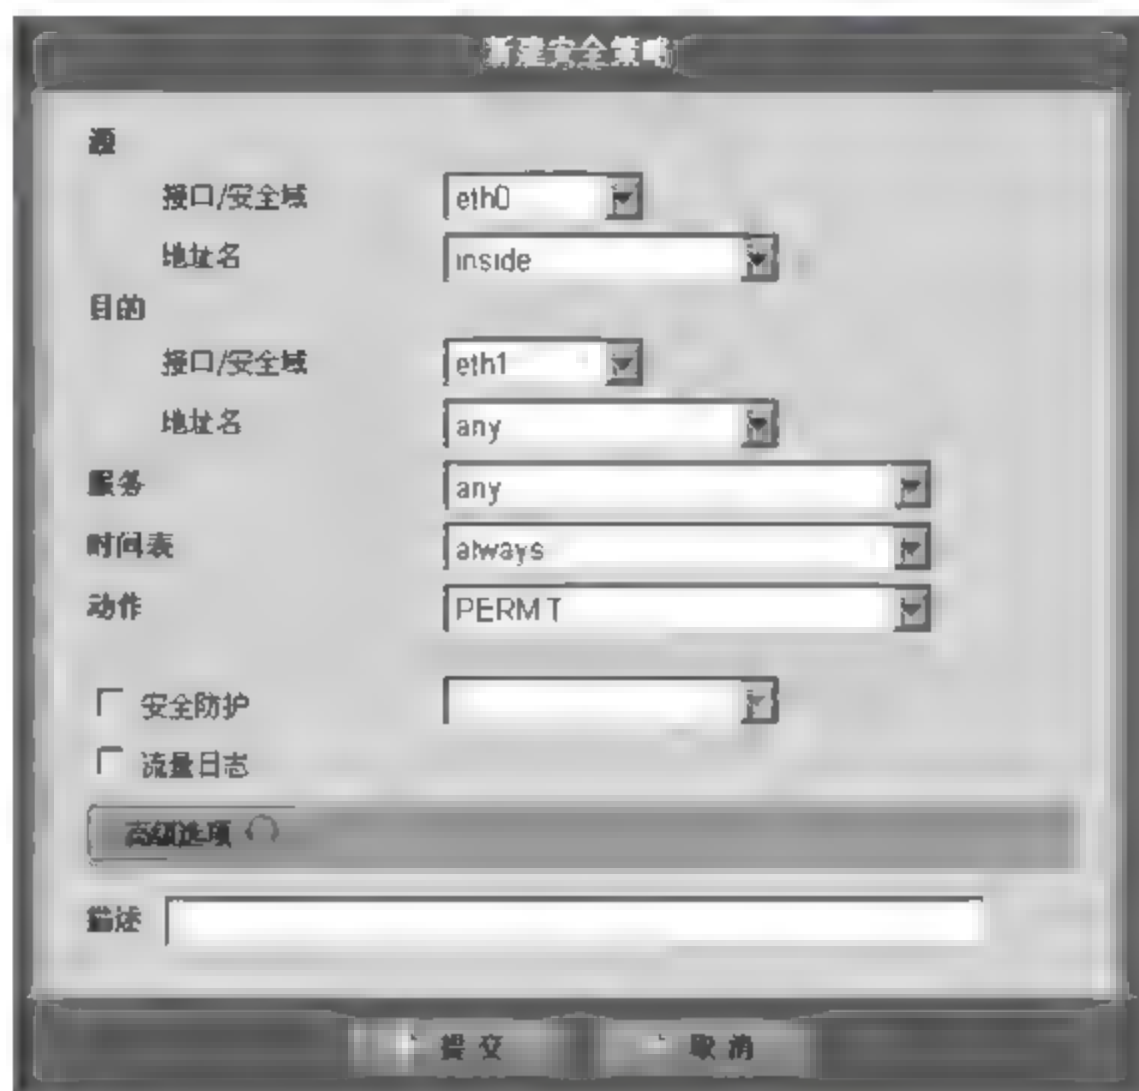 新建安全策略
源
接口/安全域 eth0
地址名 inside
目的
接口/安全域 eth1
地址名 any
服务 any
时间表 always
动作 PERMIT
安全防护
流量日志
高级选项
描述
提交 取消